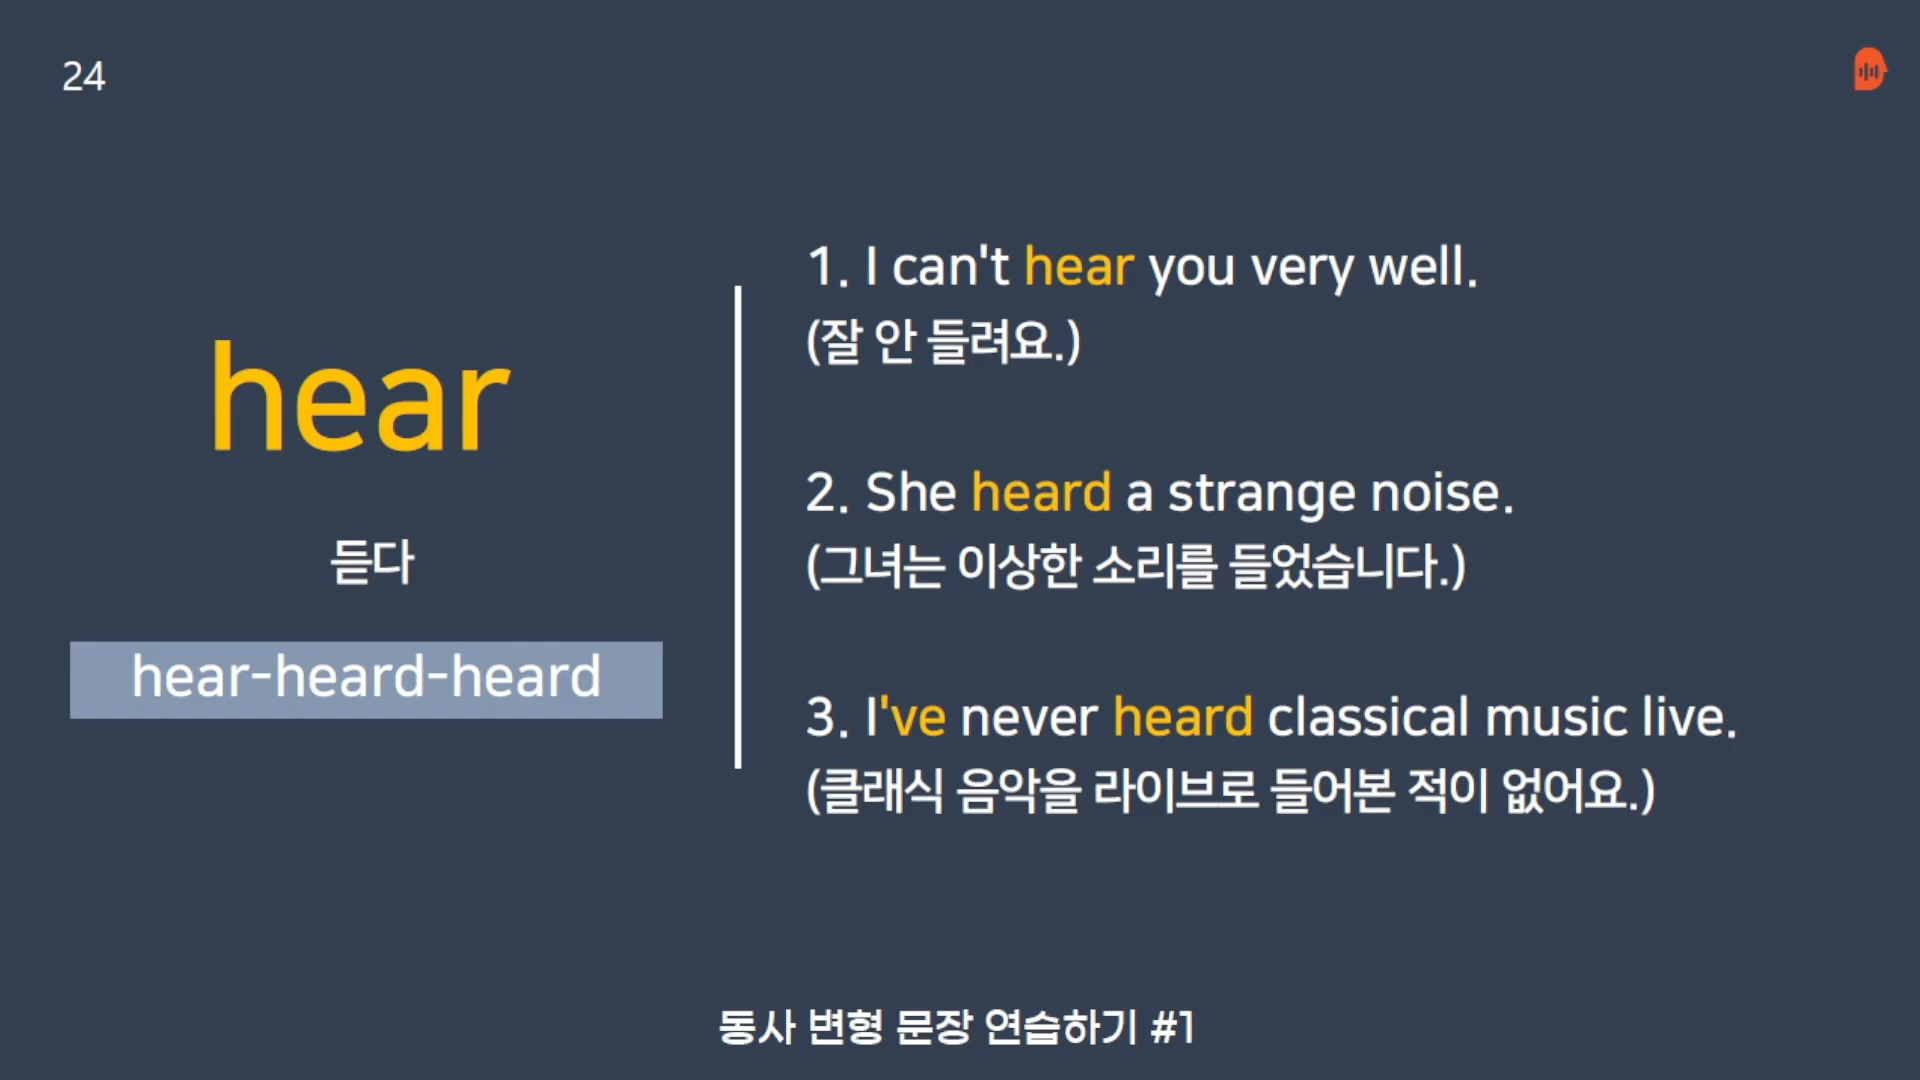 24
hear
듣다
hear-heard-heard
1. I can't hear you very well.
(잘 안 들려요.)
2. She heard a strange noise.
(그녀는 이상한 소리를 들었습니다.)
3. I've never heard classical music live.
(클래식 음악을 라이브로 들어본 적이 없어요.)
동사 변형 문장 연습하기 #1